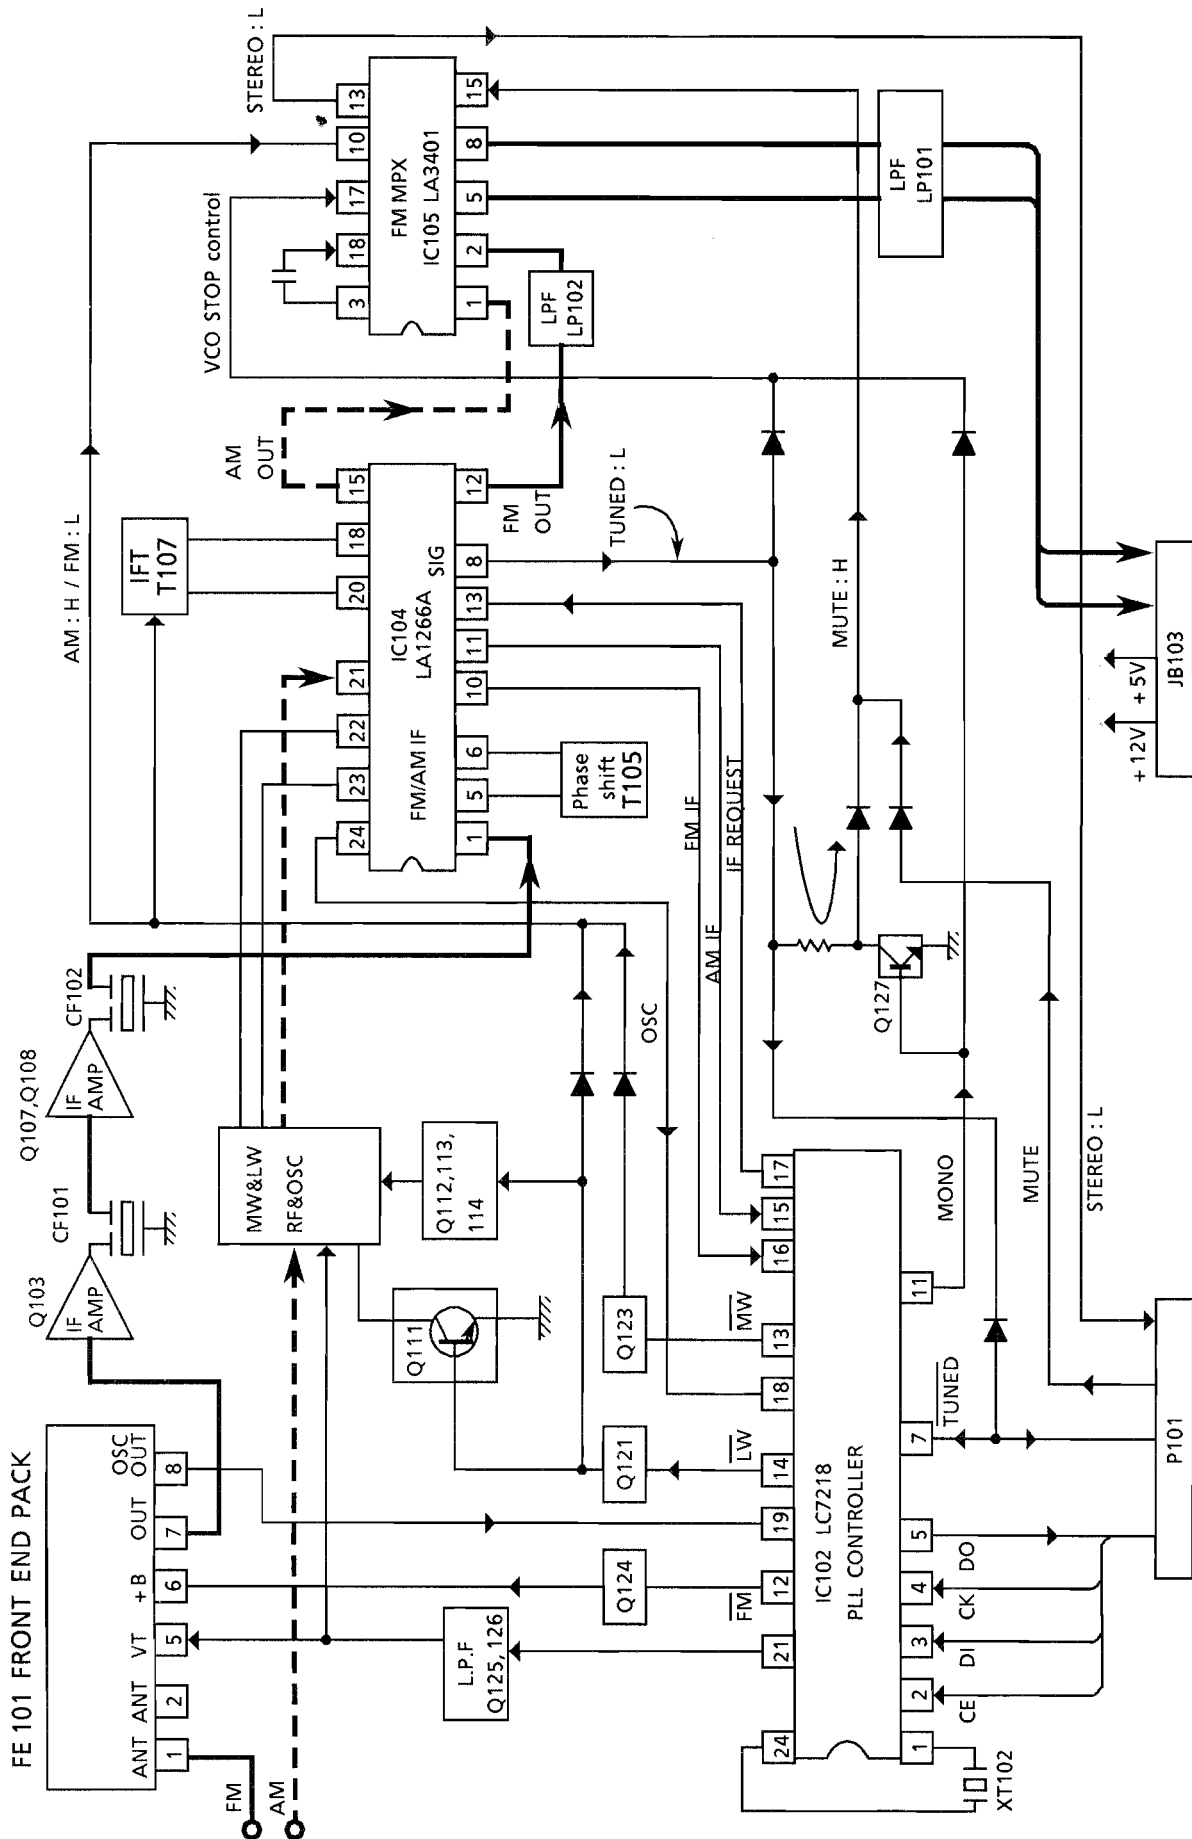 FE 101 FRONT END PACK
ANT
ANT
VT
+B
OUT
OSC
OUT
1
2
5
6
7
8
FM
AM
Q103
IF
AMP
CF101
Q107,Q108
IF
AMP
CF102
AM : H / FM : L
STEREO : L
L.P.F
Q125, 126
Q124
Q121
Q111
Q123
MW&LW
RF&OSC
Q112,113,
114
OSC
IFT
T107
VCO STOP control
24
23
22
21
20
18
15
IC104
LA1266A
FM/AM IF
SIG
1
5
6
10
11
13
8
12
Phase
shift
T105
AM
OUT
FM
OUT
TUNED : L
LPF
LP102
3
18
17
10
13
FM MPX
IC105 LA3401
1
2
5
8
15
LPF
LP101
FM IF
AM IF
IF REQUEST
FM
LW
MW
24
21
12
19
14
18
13
16
15
17
IC102 LC7218
PLL CONTROLLER
1
2
3
4
5
7
11
CE
DI
CK
DO
TUNED
MONO
XT102
Q127
MUTE : H
MUTE
STEREO : L
P101
+12V
+5V
JB103